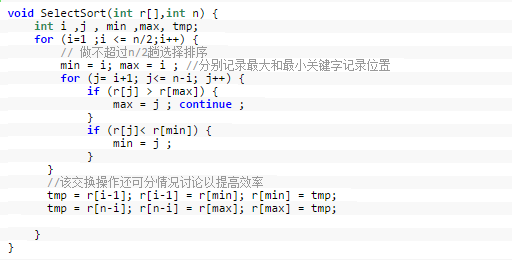 void SelectSort(int r[],int n) {
int i ,j , min ,max, tmp;
for (i=1 ;i <= n/2;i++) {
// 做不超过n/2趟选择排序
min = i; max = i ; //分别记录最大和最小关键字记录位置
for (j= i+1; j<= n-i; j++) {
if (r[j] > r[max]) {
max = j ; continue ;
}
if (r[j]< r[min]) {
min = j ;
}
}
//该交换操作还可分情况讨论以提高效率
tmp = r[i-1]; r[i-1] = r[min]; r[min] = tmp;
tmp = r[n-i]; r[n-i] = r[max]; r[max] = tmp;
}
}